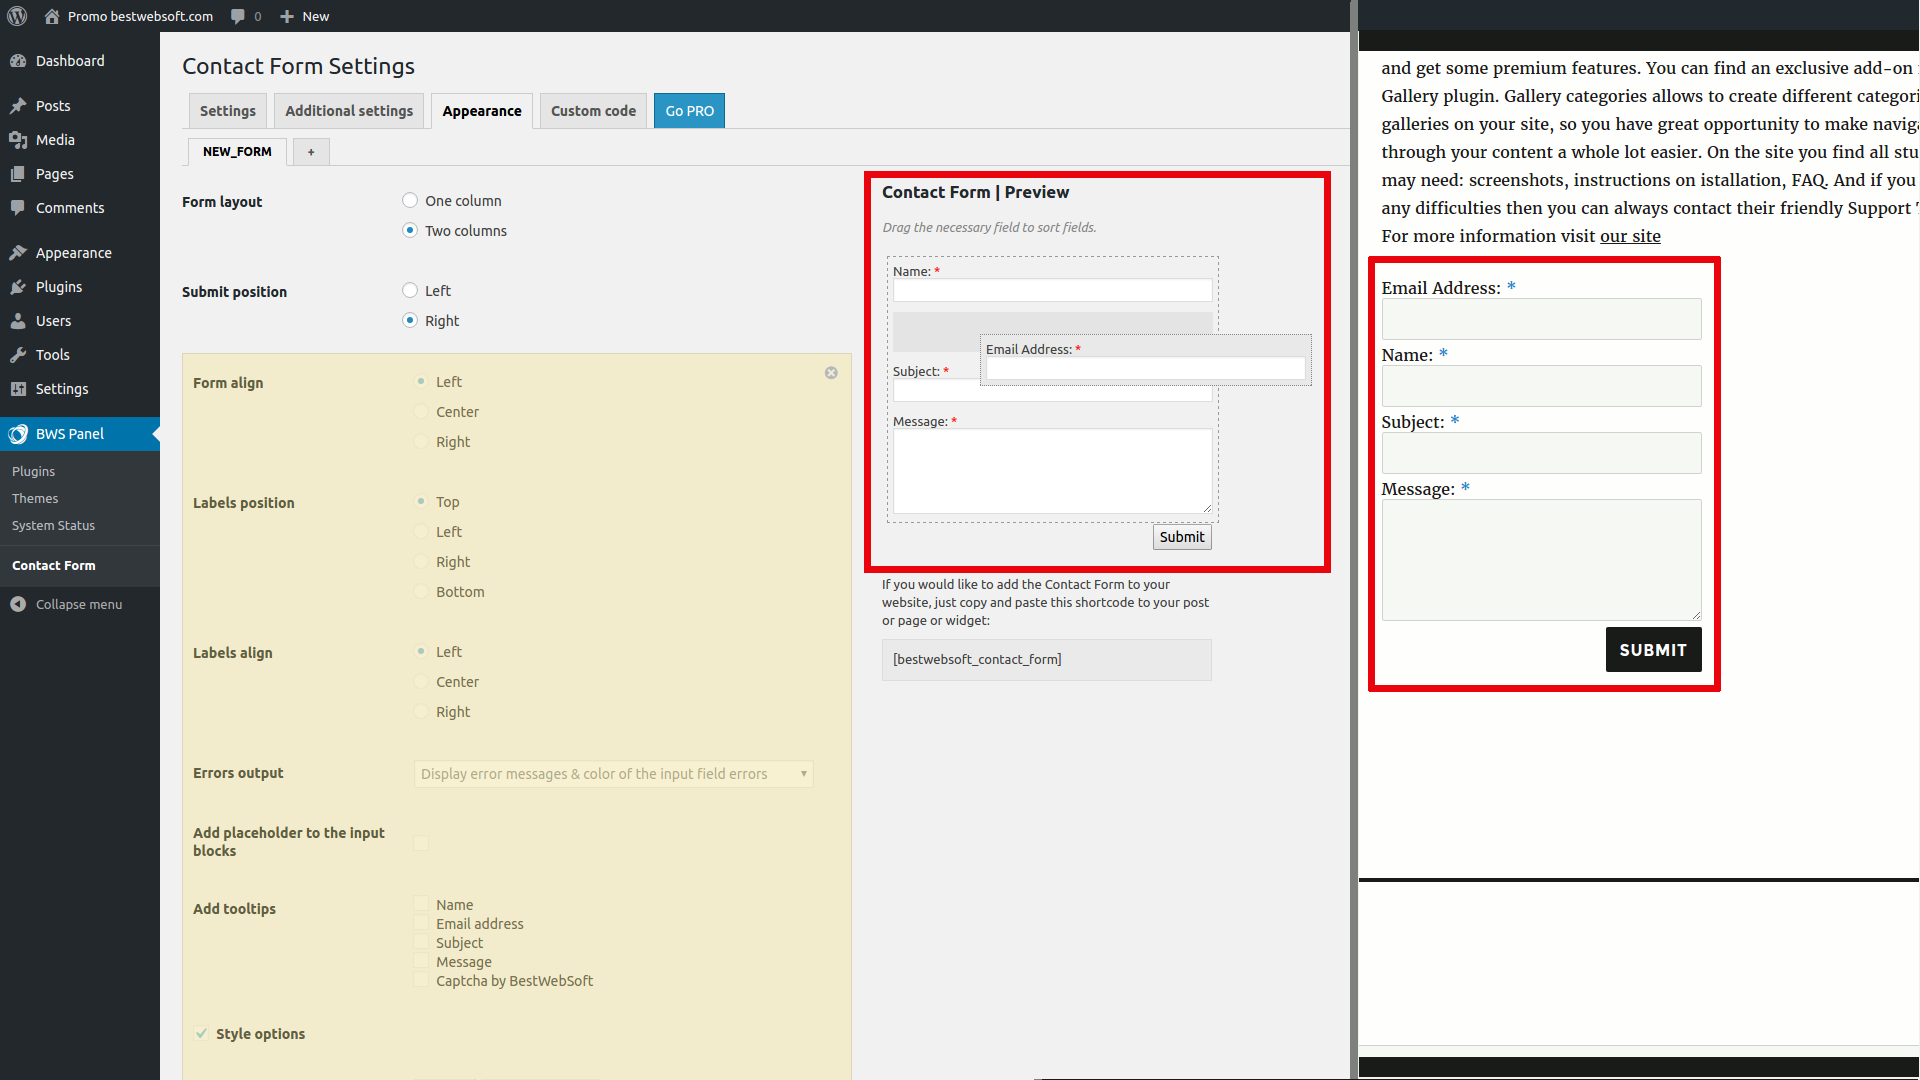 Promo bestwebsoft.com 0 New
Dashboard
Posts
Media
Pages
Comments
Appearance
Plugins
Users
Tools
Settings
BWS Panel
Plugins
Themes
System Status
Contact Form
Collapse menu
Contact Form Settings
Settings Additional settings Appearance Custom code Go PRO
NEW_FORM +
Form layout
One column
Two columns
Submit position
Left
Right
Form align
Left
Center
Right
Labels position
Top
Left
Right
Bottom
Labels align
Left
Center
Right
Errors output
Display error messages & color of the input field errors
Add placeholder to the input
blocks
Add tooltips
Name
Email address
Subject
Message
Captcha by BestWebSoft
Style options
Contact Form | Preview
Drag the necessary field to sort fields.
Name: *
Email Address: *
Subject: *
Message: *
Submit
If you would like to add the Contact Form to your
website, just copy and paste this shortcode to your post
or page or widget:
[bestwebsoft_contact_form]
and get some premium features. You can find an exclusive add-on
Gallery plugin. Gallery categories allows to create different categori
galleries on your site, so you have great opportunity to make naviga
through your content a whole lot easier. On the site you find all stu
may need: screenshots, instructions on istallation, FAQ. And if you
any difficulties then you can always contact their friendly Support T
For more information visit our site
Email Address: *
Name: *
Subject: *
Message: *
SUBMIT